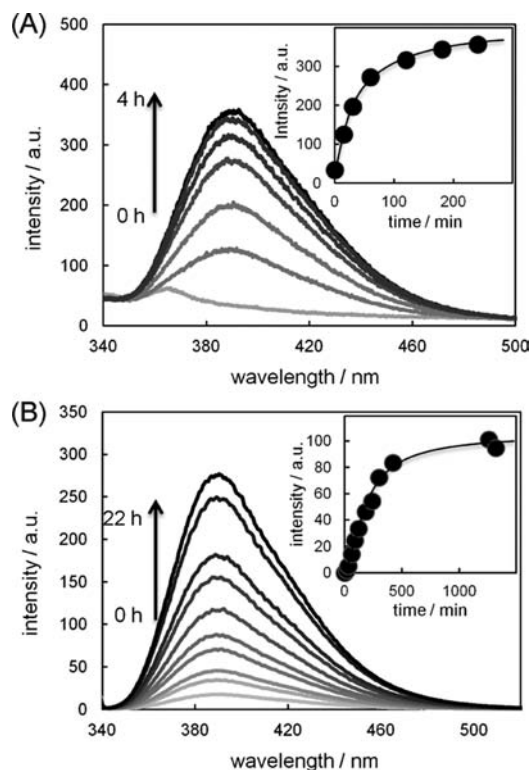 (A)
500
400
300
200
100
0
4 h
0 h
intensity / a.u.
340
380
420
460
500
wavelength / nm
300
200
100
0
Intnsity / a.u.
0
100
200
time / min
(B)
350
300
250
200
150
100
50
0
22 h
0 h
intensity / a.u.
340
380
420
460
500
wavelength / nm
100
80
60
40
20
0
intensity / a.u.
0
500
1000
time / min